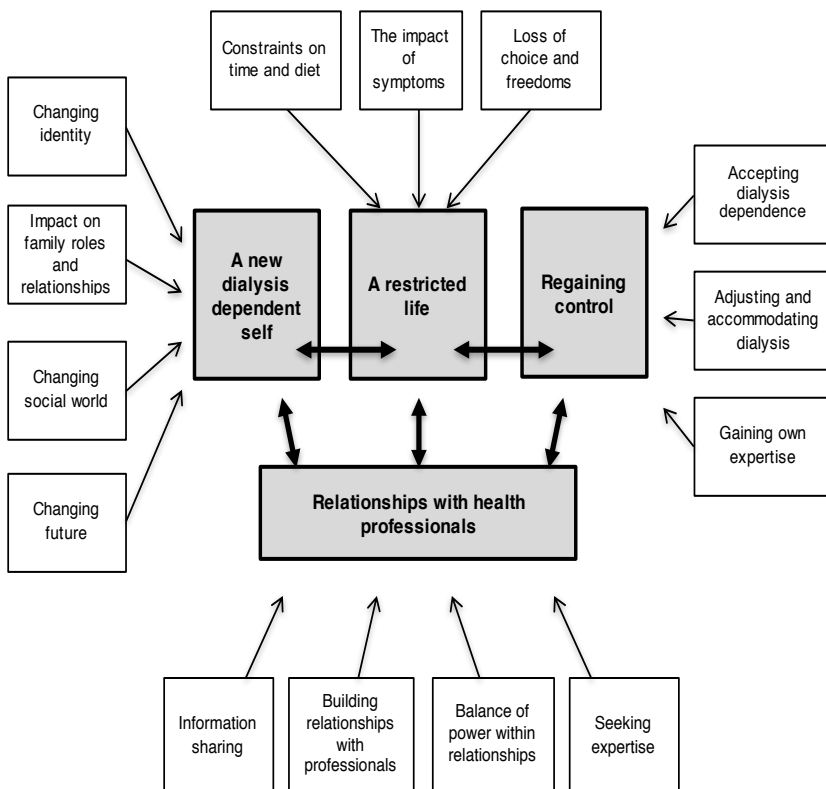 Constraints on
time and diet
The impact
of
symptoms
Loss of
choice and
freedoms
Changing
identity
Impact on
family roles
and
relationships
Changing
social world
Changing
future
A new
dialysis
dependent
self
A restricted
life
Regaining
control
Accepting
dialysis
dependence
Adjusting and
accommodating
dialysis
Gaining own
expertise
Relationships with health
professionals
Information
sharing
Building
relationships
with
professionals
Balance of
power within
relationships
Seeking
expertise